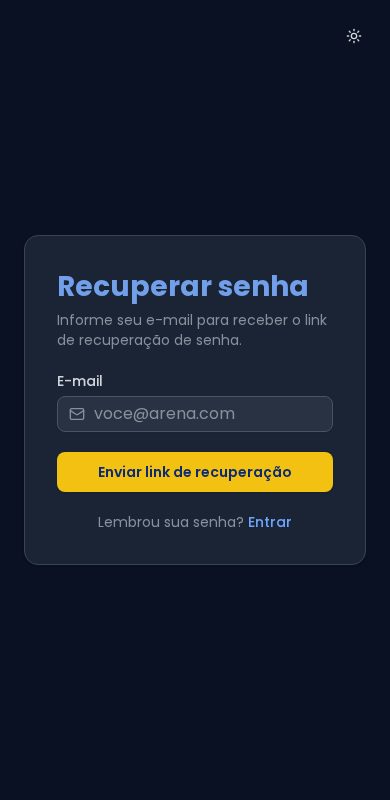 Recuperar senha
Informe seu e-mail para receber o link
de recuperação de senha.
E-mail
voce@arena.com
Enviar link de recuperação
Lembrou sua senha? Entrar